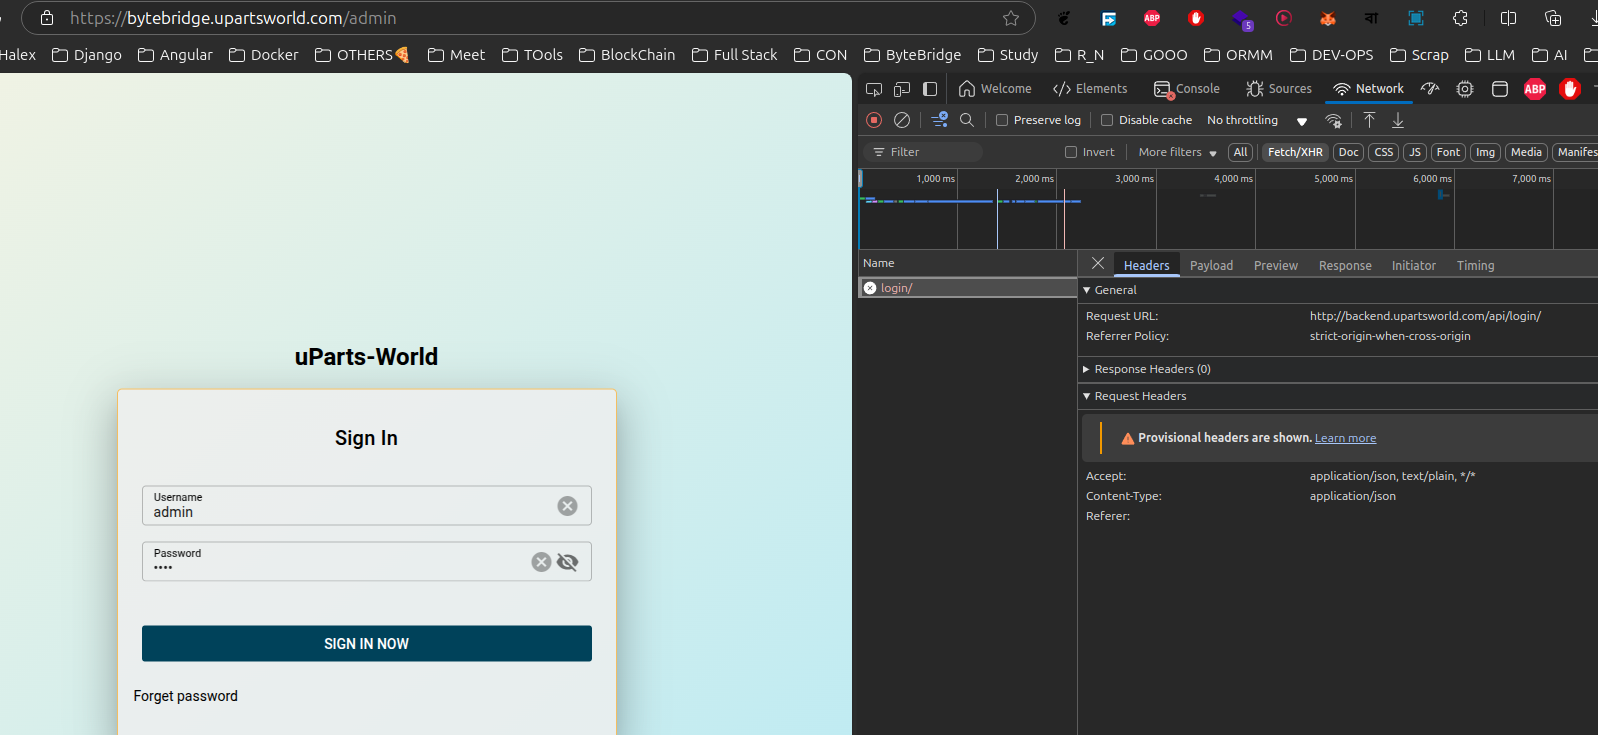 https://bytebridge.upartsworld.com/admin
ABP
5
বা
Halex Django Angular Docker OTHERS🍕 Meet TOols BlockChain Full Stack CON ByteBridge Study R_N GOOO ORMM DEV-OPS Scrap LLM AI
Welcome Elements Console Sources Network ABP
Preserve log Disable cache No throttling
Filter Invert More filters All Fetch/XHR Doc CSS JS Font Img Media Manifes
1,000 ms 2,000 ms 3,000 ms 4,000 ms 5,000 ms 6,000 ms 7,000 ms
Name
login/
Headers Payload Preview Response Initiator Timing
General
Request URL: http://backend.upartsworld.com/api/login/
Referrer Policy: strict-origin-when-cross-origin
Response Headers (0)
Request Headers
Provisional headers are shown. Learn more
Accept: application/json, text/plain, */*
Content-Type: application/json
Referer:
uParts-World
Sign In
Username
admin
Password
••••
SIGN IN NOW
Forget password